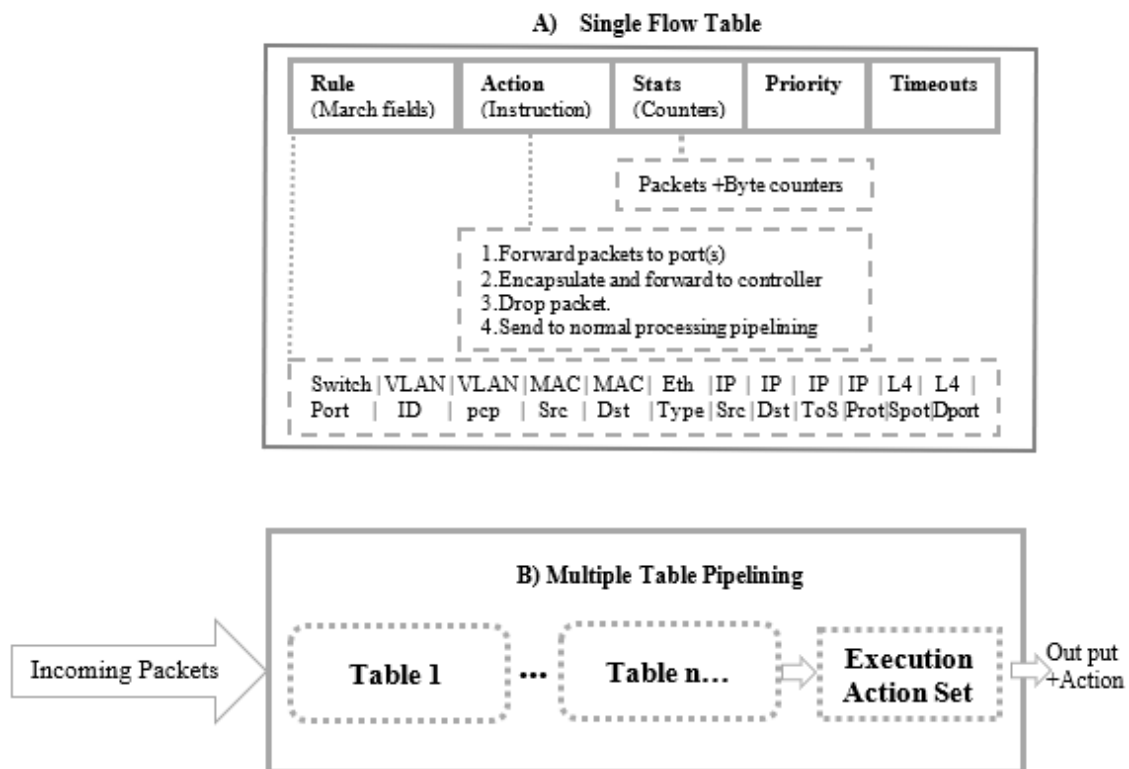 A) Single Flow Table
Rule Action Stats Priority Timeouts
(March fields) (Instruction) (Counters)
Packets +Byte counters
1.Forward packets to port(s)
2.Encapsulate and forward to controller
3.Drop packet.
4.Send to normal processing pipelining
Switch | VLAN | VLAN | MAC | MAC | Eth | IP | IP | IP | IP | L4 | L4 |
Port | ID | pcp | Src | Dst | Type | Src | Dst | ToS | Prot | Spot | Dport
B) Multiple Table Pipelining
Incoming Packets
Table 1 ... Table n...
Execution
Action Set
Out put
+Action